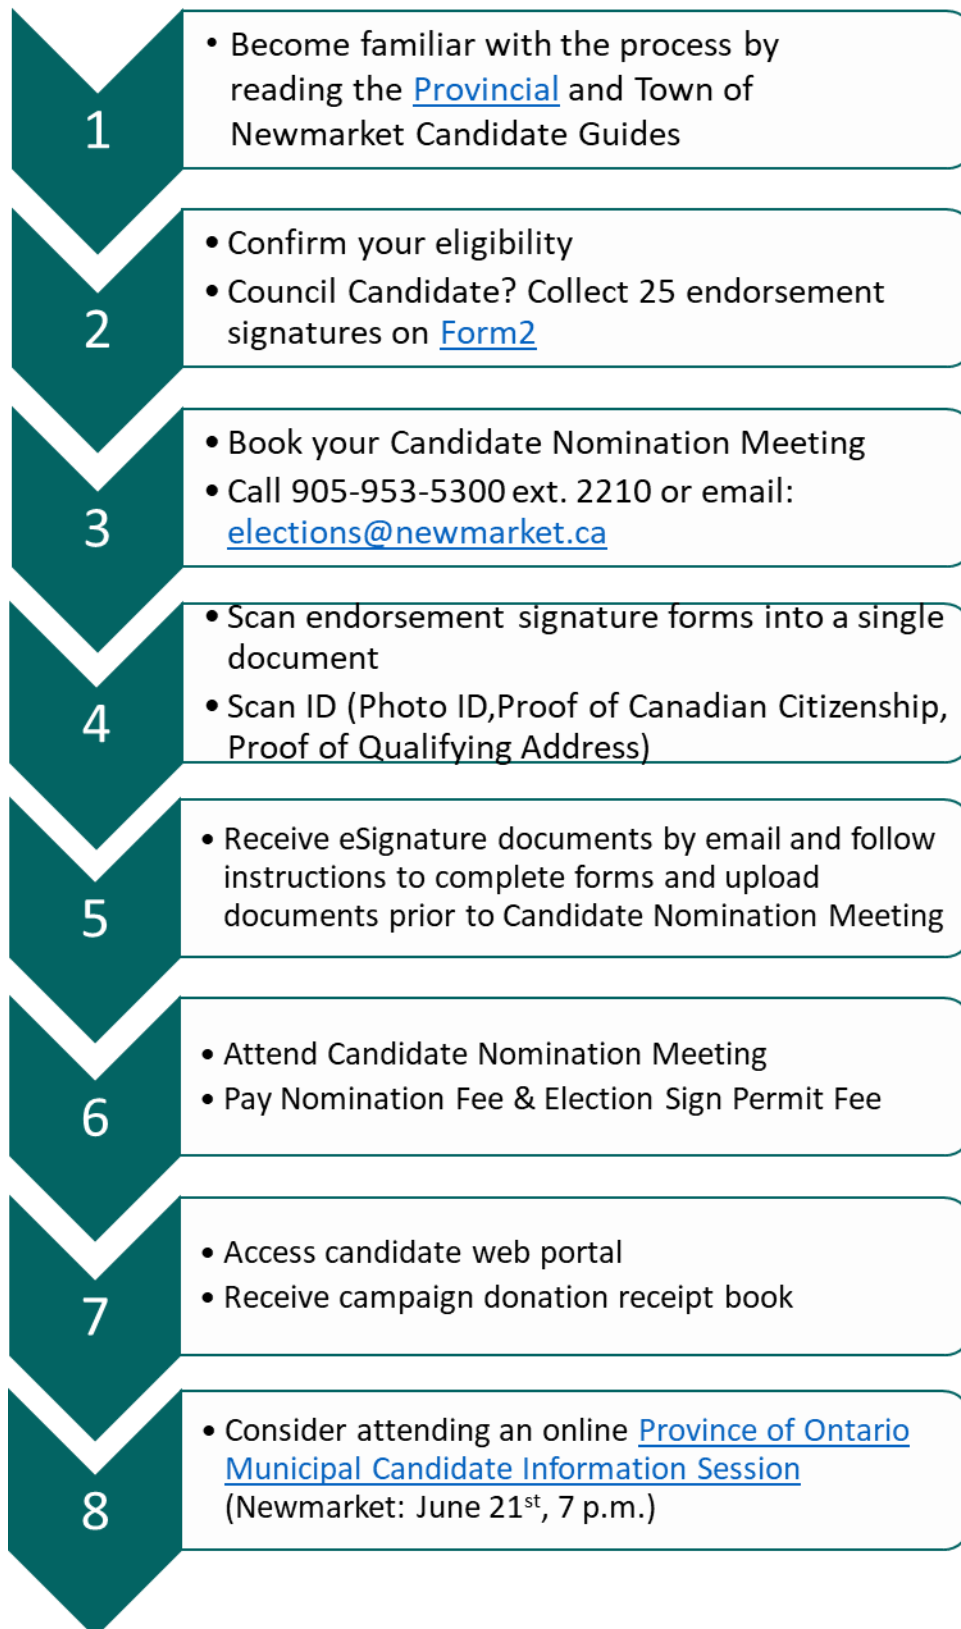 1
• Become familiar with the process by
reading the Provincial and Town of
Newmarket Candidate Guides
2
• Confirm your eligibility
• Council Candidate? Collect 25 endorsement
signatures on Form2
3
• Book your Candidate Nomination Meeting
• Call 905-953-5300 ext. 2210 or email:
elections@newmarket.ca
4
• Scan endorsement signature forms into a single
document
• Scan ID (Photo ID,Proof of Canadian Citizenship,
Proof of Qualifying Address)
5
• Receive eSignature documents by email and follow
instructions to complete forms and upload
documents prior to Candidate Nomination Meeting
6
• Attend Candidate Nomination Meeting
• Pay Nomination Fee & Election Sign Permit Fee
7
• Access candidate web portal
• Receive campaign donation receipt book
8
• Consider attending an online Province of Ontario
Municipal Candidate Information Session
(Newmarket: June 21st, 7 p.m.)